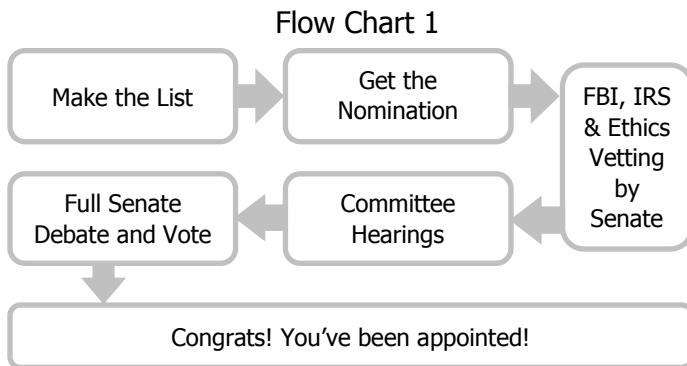 Flow Chart 1
Make the List
Get the
Nomination
FBI, IRS
& Ethics
Vetting
by
Senate
Committee
Hearings
Full Senate
Debate and Vote
Congrats! You’ve been appointed!